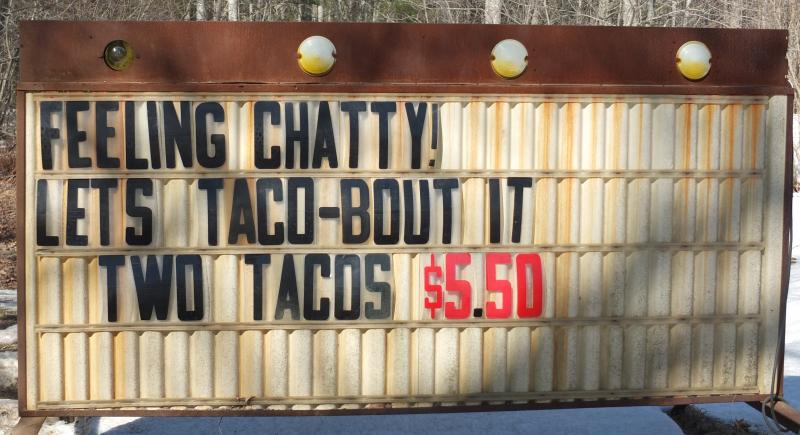 FEELING CHATTY!
LETS TACO-BOUT IT
TWO TACOS $5.50